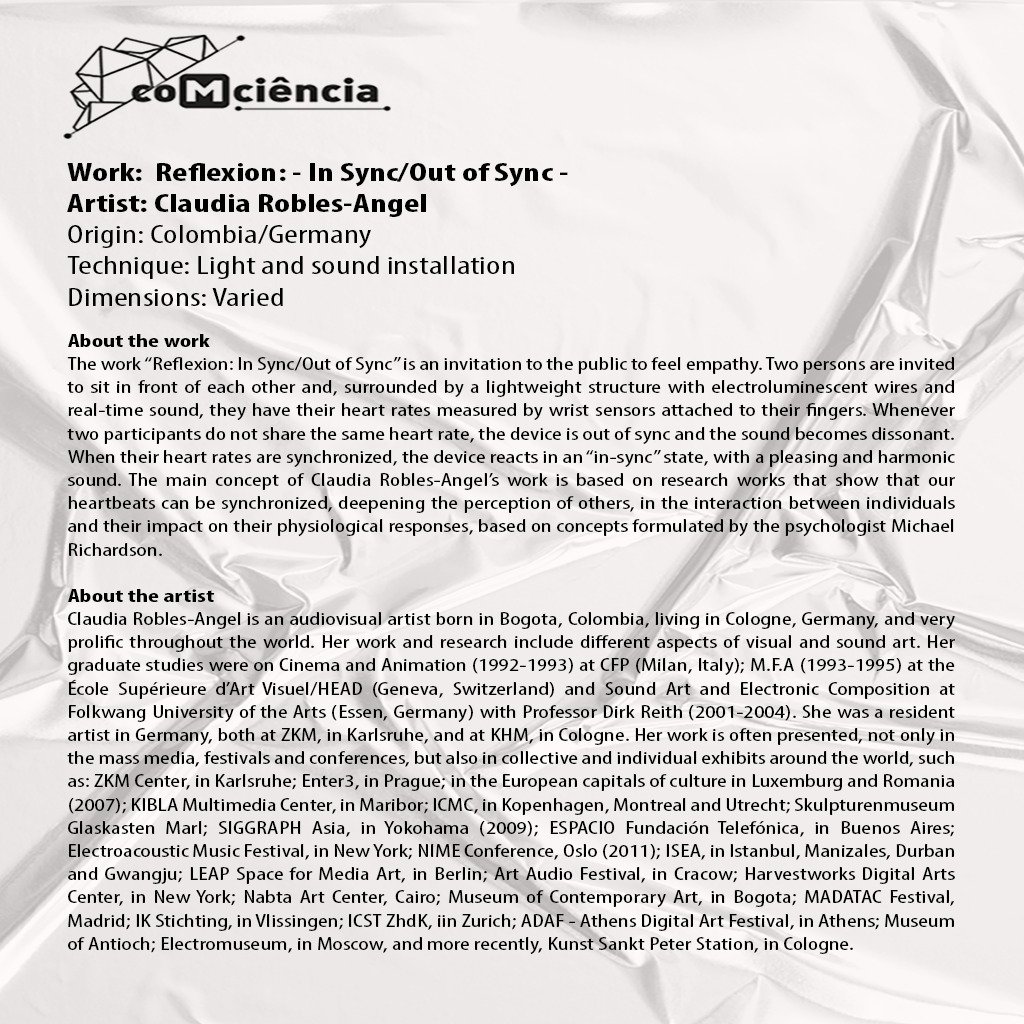 coMciência
Work:  Reflexion: - In Sync/Out of Sync -
Artist: Claudia Robles-Angel
Origin: Colombia/Germany
Technique: Light and sound installation
Dimensions: Varied
About the work
The work “Reflexion: In Sync/Out of Sync” is an invitation to the public to feel empathy. Two persons are invited
to sit in front of each other and, surrounded by a lightweight structure with electroluminescent wires and
real-time sound, they have their heart rates measured by wrist sensors attached to their fingers. Whenever
two participants do not share the same heart rate, the device is out of sync and the sound becomes dissonant.
When their heart rates are synchronized, the device reacts in an “in-sync” state, with a pleasing and harmonic
sound. The main concept of Claudia Robles-Angel’s work is based on research works that show that our
heartbeats can be synchronized, deepening the perception of others, in the interaction between individuals
and their impact on their physiological responses, based on concepts formulated by the psychologist Michael
Richardson.
About the artist
Claudia Robles-Angel is an audiovisual artist born in Bogota, Colombia, living in Cologne, Germany, and very
prolific throughout the world. Her work and research include different aspects of visual and sound art. Her
graduate studies were on Cinema and Animation (1992-1993) at CFP (Milan, Italy); M.F.A (1993-1995) at the
École Supérieure d’Art Visuel/HEAD (Geneva, Switzerland) and Sound Art and Electronic Composition at
Folkwang University of the Arts (Essen, Germany) with Professor Dirk Reith (2001-2004). She was a resident
artist in Germany, both at ZKM, in Karlsruhe, and at KHM, in Cologne. Her work is often presented, not only in
the mass media, festivals and conferences, but also in collective and individual exhibits around the world, such
as: ZKM Center, in Karlsruhe; Enter3, in Prague; in the European capitals of culture in Luxemburg and Romania
(2007); KIBLA Multimedia Center, in Maribor; ICMC, in Kopenhagen, Montreal and Utrecht; Skulpturenmuseum
Glaskasten Marl; SIGGRAPH Asia, in Yokohama (2009); ESPACIO Fundación Telefónica, in Buenos Aires;
Electroacoustic Music Festival, in New York; NIME Conference, Oslo (2011); ISEA, in Istanbul, Manizales, Durban
and Gwangju; LEAP Space for Media Art, in Berlin; Art Audio Festival, in Cracow; Harvestworks Digital Arts
Center, in New York; Nabta Art Center, Cairo; Museum of Contemporary Art, in Bogota; MADATAC Festival,
Madrid; IK Stichting, in Vlissingen; ICST ZhdK, iin Zurich; ADAF - Athens Digital Art Festival, in Athens; Museum
of Antioch; Electromuseum, in Moscow, and more recently, Kunst Sankt Peter Station, in Cologne.